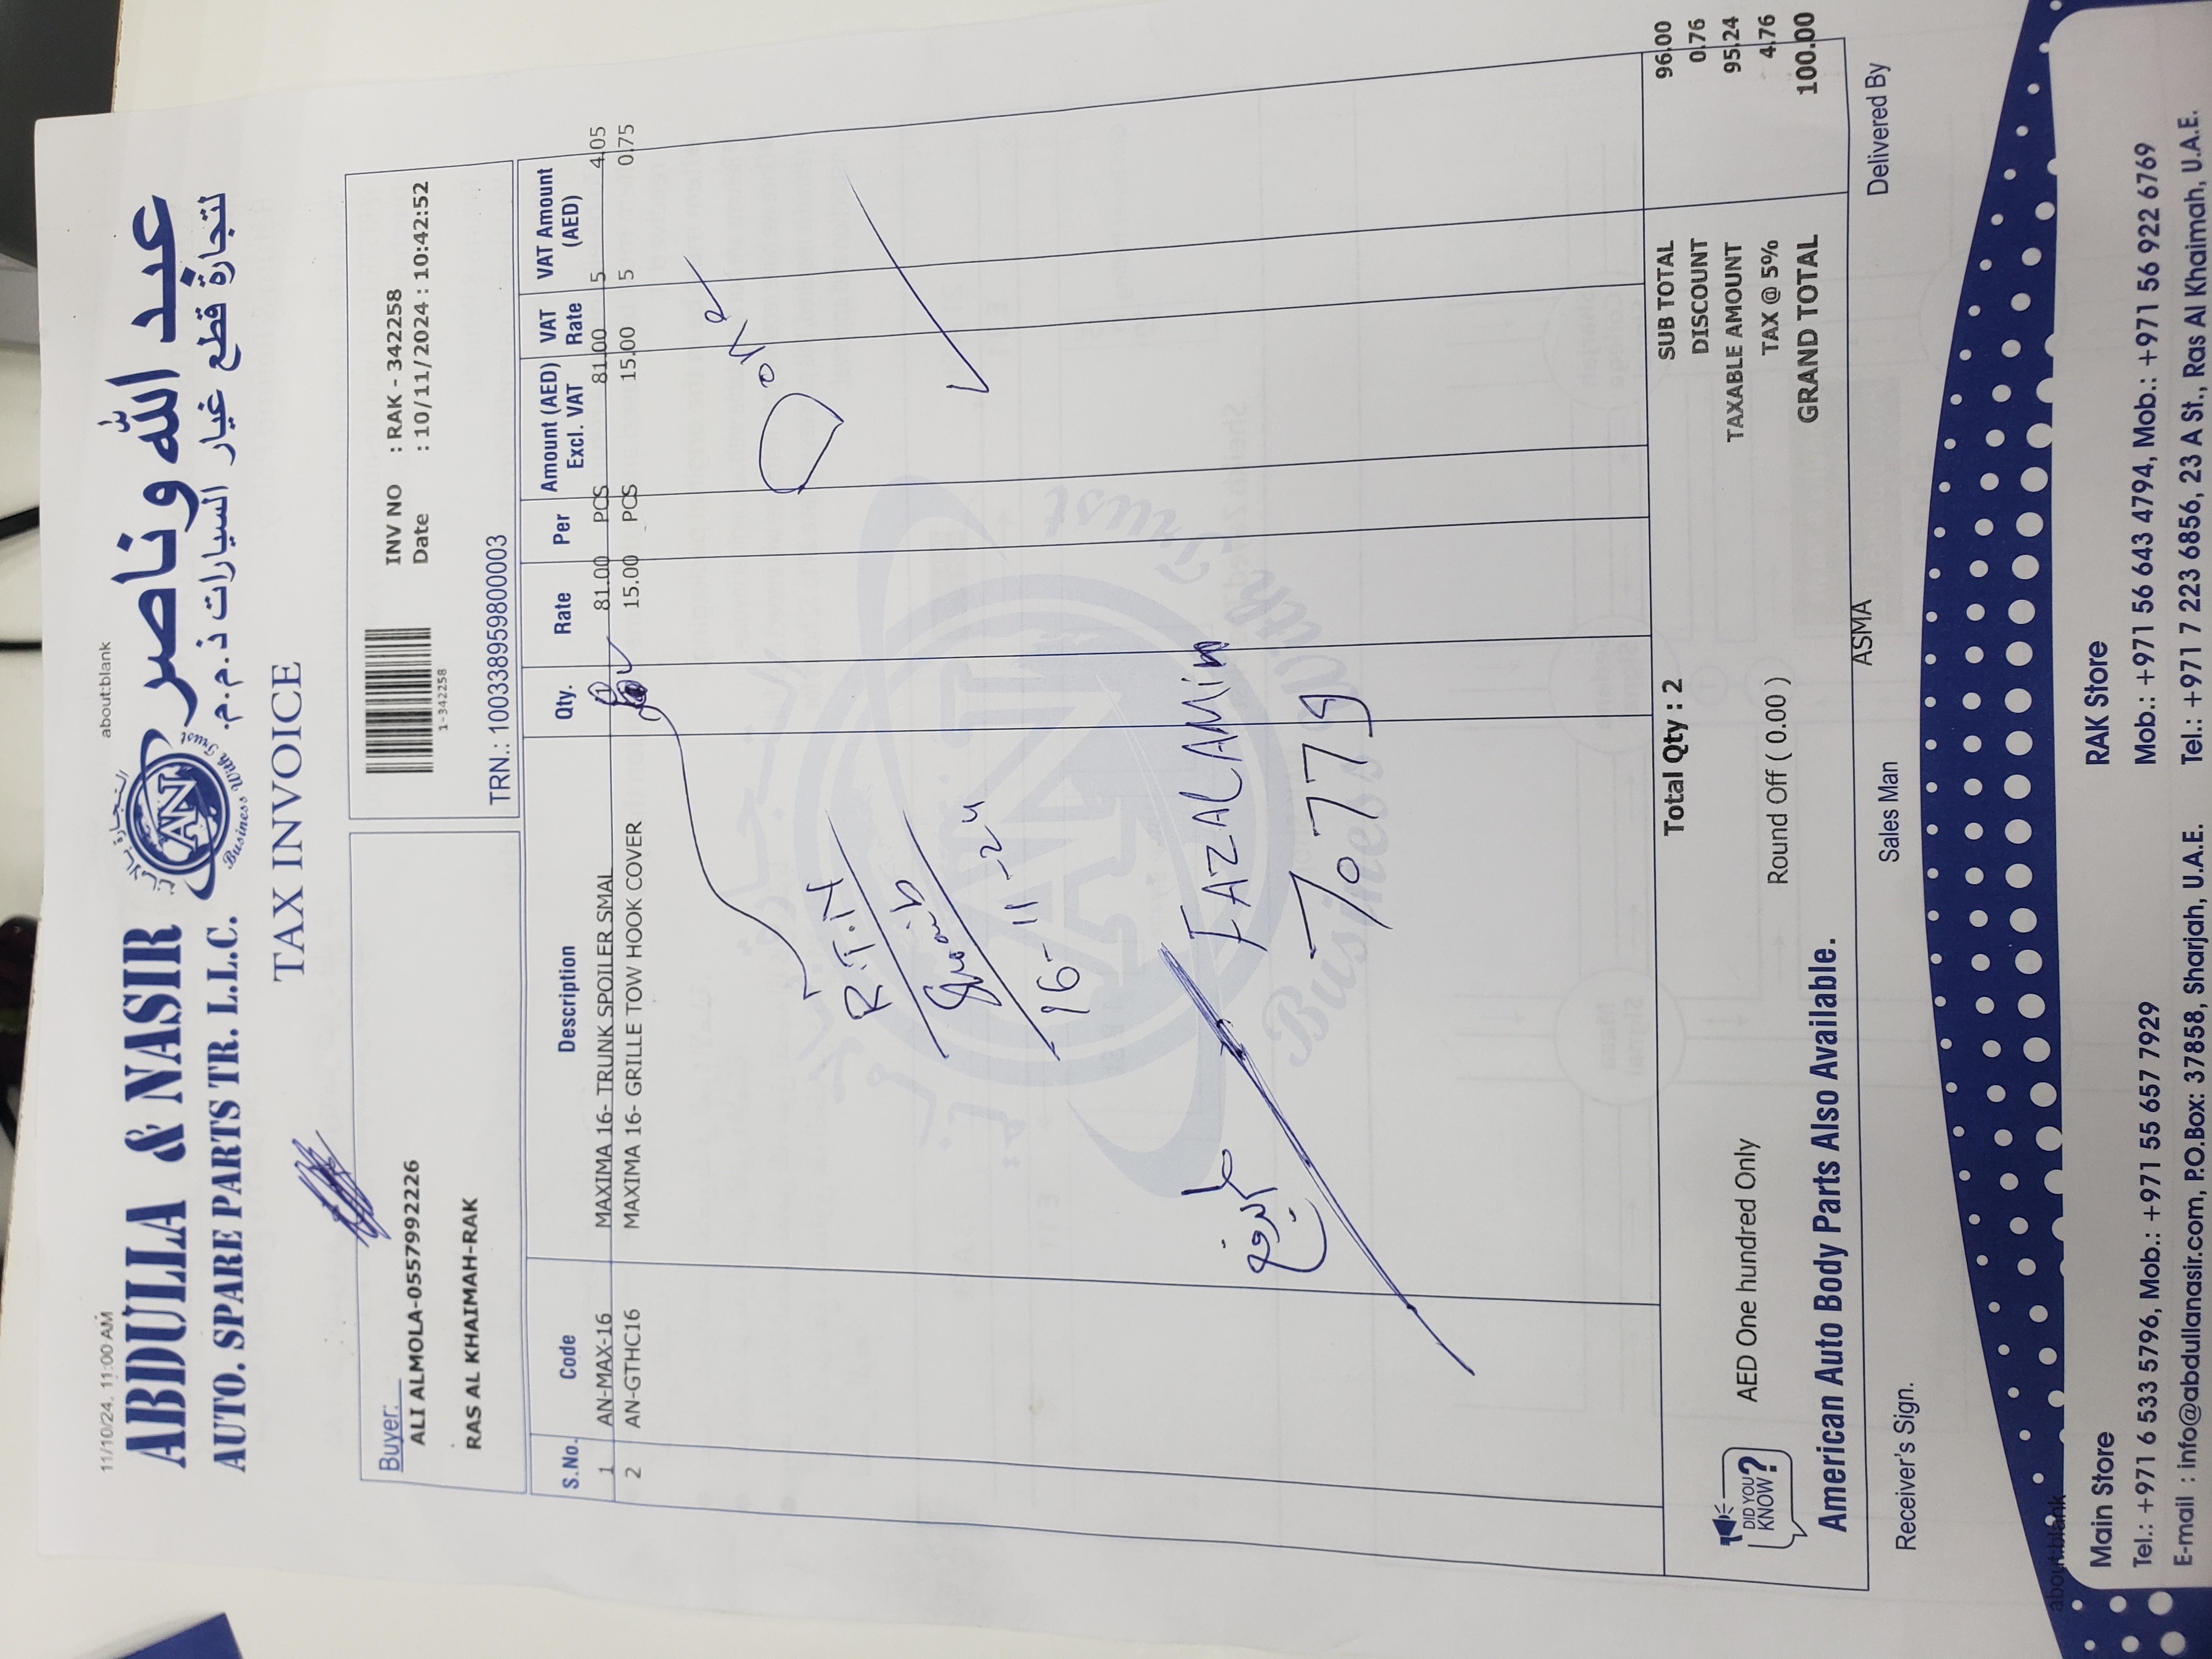 11/10/24, 11:00 AM about:blank
ABDULLA & NASIR
AUTO. SPARE PARTS TR. L.L.C.
AN
Business With Trust
عبد الله وناصر
لتجارة قطع غيار السيارات ذ.م.م.
TAX INVOICE
Buyer:
ALI ALMOLA-0557992226
RAS AL KHAIMAH-RAK
1-342258
INV NO : RAK - 342258
Date : 10/11/2024 : 10:42:52
TRN.: 100338959800003
S.No. Code Description Qty. Rate Per Amount (AED) Excl. VAT VAT Rate VAT Amount (AED)
1 AN-MAX-16 MAXIMA 16- TRUNK SPOILER SMAL 81.00 PCS 81.00 5 4.05
2 AN-GTHC16 MAXIMA 16- GRILLE TOW HOOK COVER 15.00 PCS 15.00 5 0.75
Done
R.T.N
16-11-24
FAZALAMIN
70779
Business With Trust
Total Qty : 2
SUB TOTAL 96.00
DISCOUNT 0.76
TAXABLE AMOUNT 95.24
TAX @ 5% 4.76
GRAND TOTAL 100.00
AED One hundred Only
Round Off ( 0.00 )
DID YOU KNOW?
American Auto Body Parts Also Available.
ASMA
Receiver's Sign. Sales Man Delivered By
about:blank
Main Store
Tel.: +971 6 533 5796, Mob.: +971 55 657 7929
E-mail : info@abdullanasir.com, P.O.Box: 37858, Sharjah, U.A.E.
RAK Store
Mob.: +971 56 643 4794, Mob.: +971 56 922 6769
Tel.: +971 7 223 6856, 23 A St., Ras Al Khaimah, U.A.E.